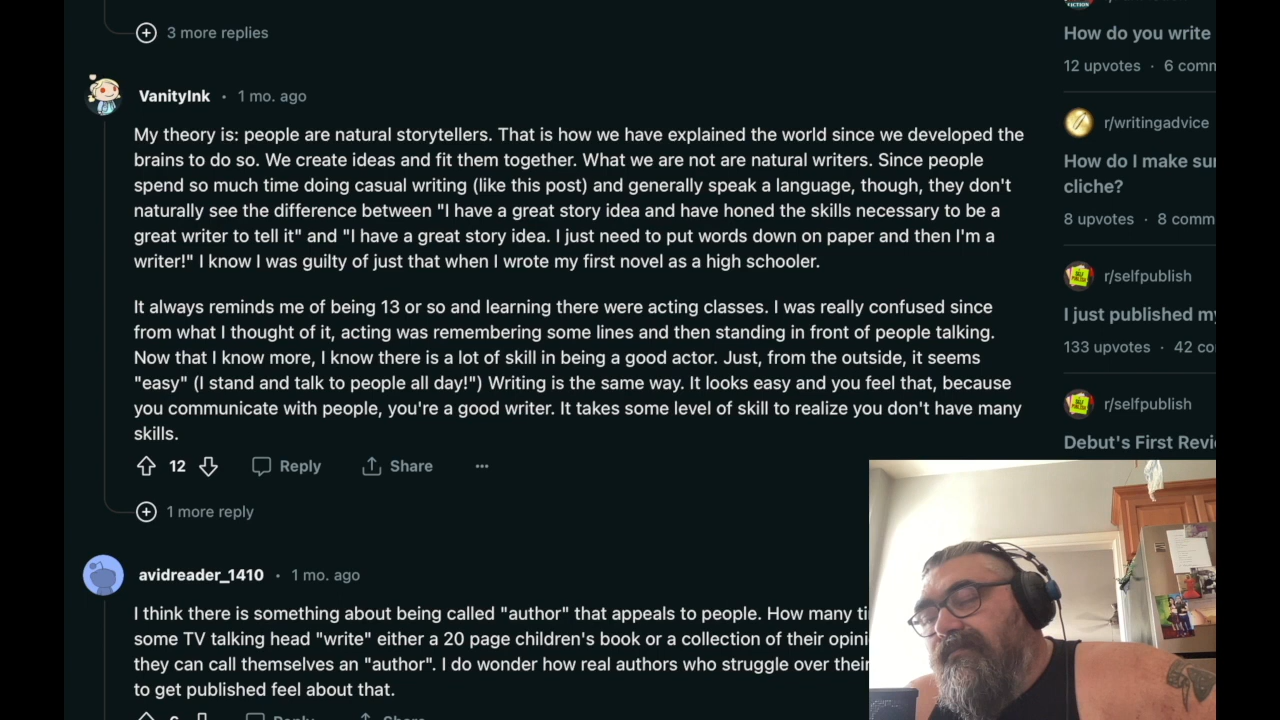 3 more replies
VanityInk • 1 mo. ago
My theory is: people are natural storytellers. That is how we have explained the world since we developed the
brains to do so. We create ideas and fit them together. What we are not are natural writers. Since people
spend so much time doing casual writing (like this post) and generally speak a language, though, they don't
naturally see the difference between "I have a great story idea and have honed the skills necessary to be a
great writer to tell it" and "I have a great story idea. I just need to put words down on paper and then I'm a
writer!" I know I was guilty of just that when I wrote my first novel as a high schooler.
It always reminds me of being 13 or so and learning there were acting classes. I was really confused since
from what I thought of it, acting was remembering some lines and then standing in front of people talking.
Now that I know more, I know there is a lot of skill in being a good actor. Just, from the outside, it seems
"easy" (I stand and talk to people all day!") Writing is the same way. It looks easy and you feel that, because
you communicate with people, you're a good writer. It takes some level of skill to realize you don't have many
skills.
12 Reply Share ...
1 more reply
avidreader_1410 • 1 mo. ago
I think there is something about being called "author" that appeals to people. How many
some TV talking head "write" either a 20 page children's book or a collection of their
they can call themselves an "author". I do wonder how real authors who struggle over their
to get published feel about that.
Reply Share
FICTION
How do you write
12 upvotes · 6 comm
r/writingadvice
How do I make
cliche?
8 upvotes · 8 comm
r/selfpublish
I just published
133 upvotes · 42
r/selfpublish
Debut's First